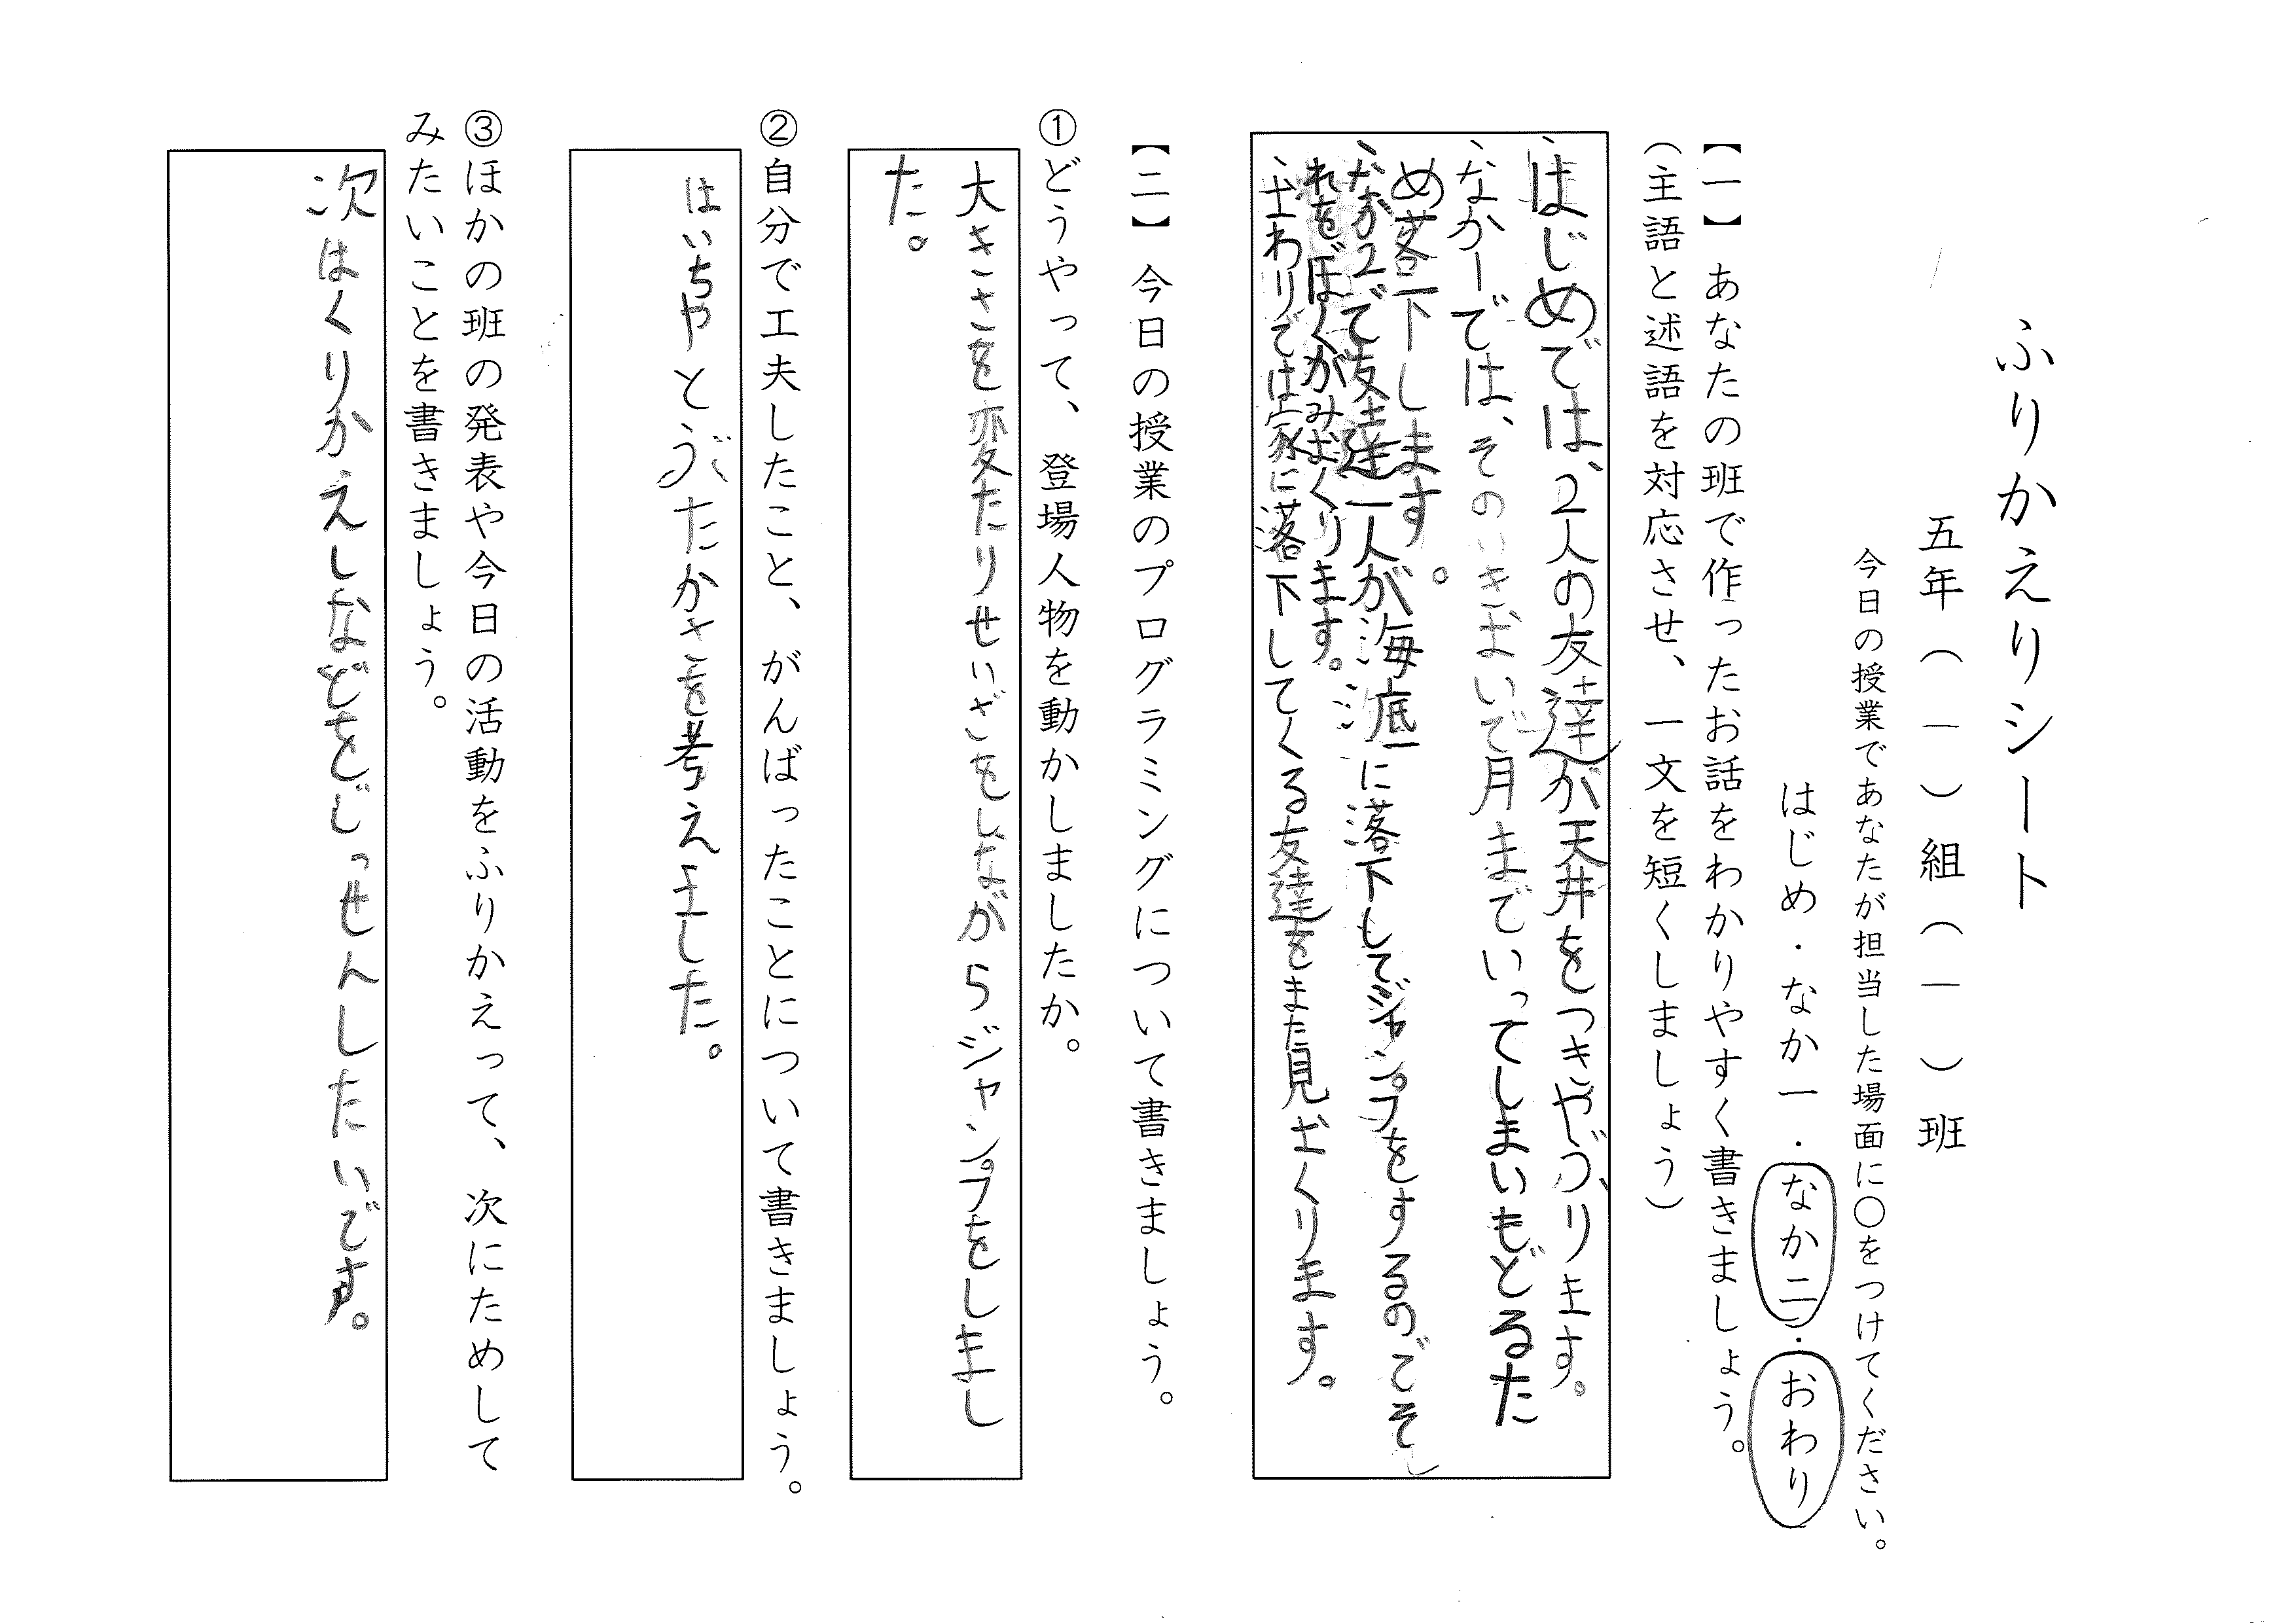 ふりかえりシート
五年（一）組（一）班
今日の授業であなたが担当した場面に〇をつけてください。
はじめ・なか一・なか二・おわり
【一】あなたの班で作ったお話をわかりやすく書きましょう。
（主語と述語を対応させ、一文を短くしましょう）
、はじめでは、2人の友達が天井をつきやぶります。
、なか一では、そのいきおいで月までいってしまいもどるた
め落下します。
、なか2で友達一人が海底に落下してジャンプをするのでそ
れをぼくがみおくります。
、おわりでは家に落下してくる友達をまた見おくります。
【二】今日の授業のプログラミングについて書きましょう。
①どうやって、登場人物を動かしましたか。
大きさを変たりせいざをしながらジャンプをしまし
た。
②自分で工夫したこと、がんばったことについて書きましょう。
はいちやとぶたかさを考えました。
③ほかの班の発表や今日の活動をふりかえって、次にためして
みたいことを書きましょう。
次はくりかえしなどをじっせんしたいです。